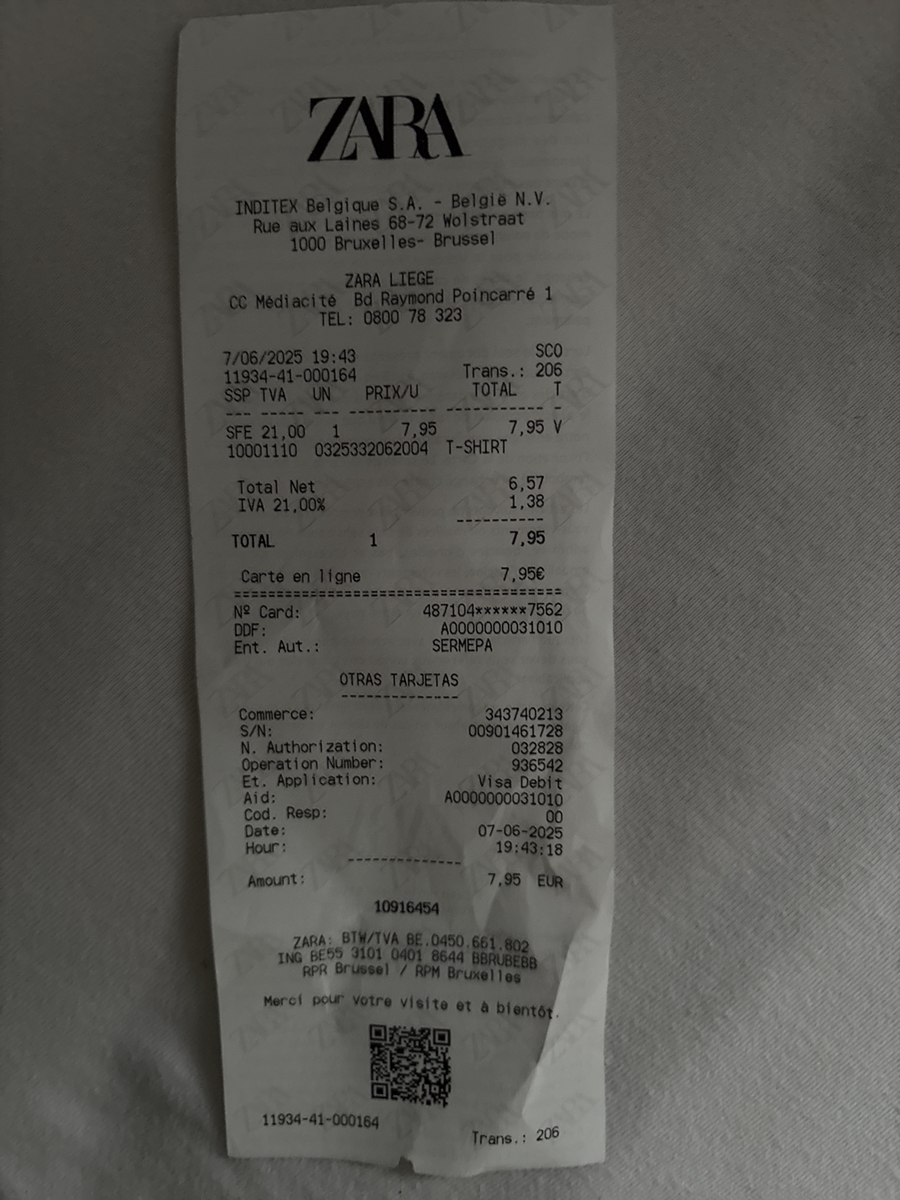 ZARA
INDITEX Belgique S.A. - België N.V.
Rue aux Laines 68-72 Wolstraat
1000 Bruxelles- Brussel
ZARA LIEGE
CC Médiacité Bd Raymond Poincarré 1
TEL: 0800 78 323
7/06/2025 19:43 SCO
11934-41-000164 Trans.: 206
SSP TVA UN PRIX/U TOTAL T
--- ----- --- ---------- ----------- -
SFE 21,00 1 7,95 7,95 V
10001110 0325332062004 T-SHIRT
Total Net 6,57
IVA 21,00% 1,38
----------
TOTAL 1 7,95
Carte en ligne 7,95€
======================================
Nº Card: 487104******7562
DDF: A0000000031010
Ent. Aut.: SERMEPA
OTRAS TARJETAS
-------------
Commerce: 343740213
S/N: 00901461728
N. Authorization: 032828
Operation Number: 936542
Et. Application: Visa Debit
Aid: A0000000031010
Cod. Resp: 00
Date: 07-06-2025
Hour: 19:43:18
-------------
Amount: 7,95 EUR
10916454
ZARA: BTW/TVA BE.0450.661.802
ING BE55 3101 0401 8644 BBRUBEBB
RPR Brussel / RPM Bruxelles
Merci pour votre visite et à bientôt.
11934-41-000164
Trans.: 206